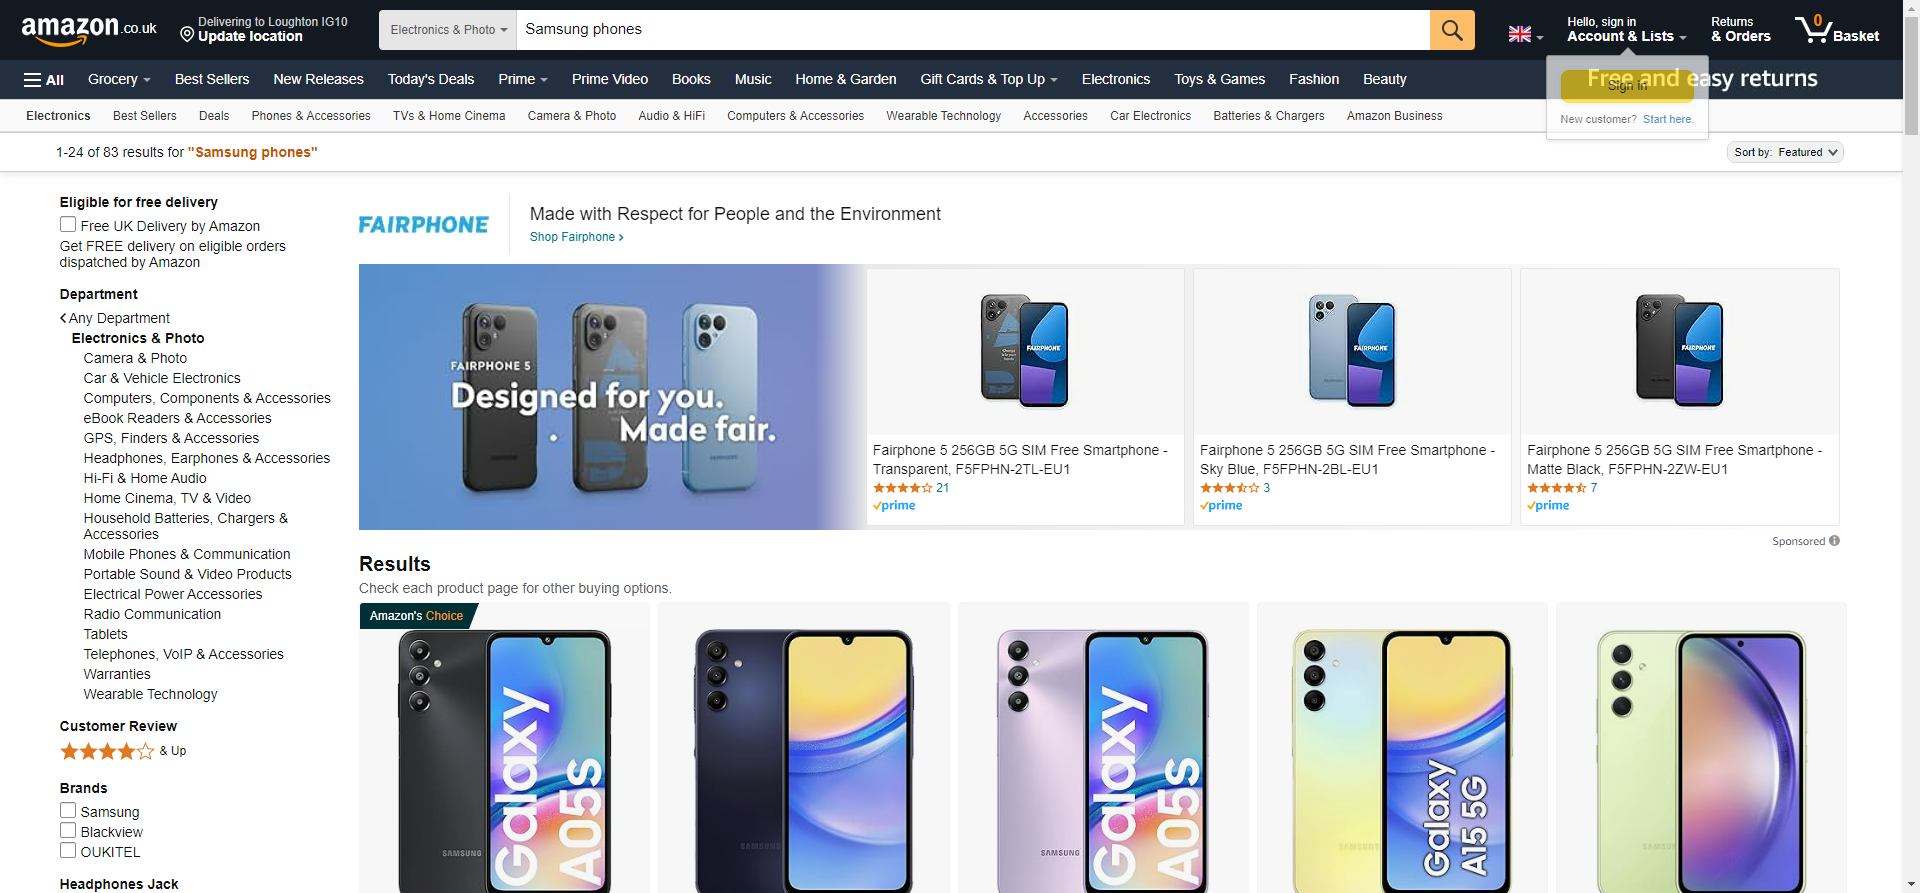 amazon.co.uk
Delivering to Loughton IG10
Update location
Electronics & Photo
Samsung phones
Hello, sign in
Account & Lists
Returns
& Orders
0
Basket
All
Grocery
Best Sellers
New Releases
Today's Deals
Prime
Prime Video
Books
Music
Home & Garden
Gift Cards & Top Up
Electronics
Toys & Games
Fashion
Beauty
Free and easy returns
Sign in
New customer? Start here.
Electronics
Best Sellers
Deals
Phones & Accessories
TVs & Home Cinema
Camera & Photo
Audio & HiFi
Computers & Accessories
Wearable Technology
Accessories
Car Electronics
Batteries & Chargers
Amazon Business
1-24 of 83 results for "Samsung phones"
Sort by: Featured
Eligible for free delivery
Free UK Delivery by Amazon
Get FREE delivery on eligible orders
dispatched by Amazon
Department
Any Department
Electronics & Photo
Camera & Photo
Car & Vehicle Electronics
Computers, Components & Accessories
eBook Readers & Accessories
GPS, Finders & Accessories
Headphones, Earphones & Accessories
Hi-Fi & Home Audio
Home Cinema, TV & Video
Household Batteries, Chargers &
Accessories
Mobile Phones & Communication
Portable Sound & Video Products
Electrical Power Accessories
Radio Communication
Tablets
Telephones, VoIP & Accessories
Warranties
Wearable Technology
Customer Review
& Up
Brands
Samsung
Blackview
OUKITEL
Headphones Jack
FAIRPHONE
Made with Respect for People and the Environment
Shop Fairphone ›
FAIRPHONE 5
Designed for you.
Made fair.
FAIRPHONE
Fairphone 5 256GB 5G SIM Free Smartphone -
Transparent, F5FPHN-2TL-EU1
21
prime
FAIRPHONE
Fairphone 5 256GB 5G SIM Free Smartphone -
Sky Blue, F5FPHN-2BL-EU1
3
prime
FAIRPHONE
Fairphone 5 256GB 5G SIM Free Smartphone -
Matte Black, F5FPHN-2ZW-EU1
7
prime
Sponsored
Results
Check each product page for other buying options.
Amazon's Choice
SAMSUNG
Galaxy
A05s
SAMSUNG
SAMSUNG
Galaxy
A05s
SAMSUNG
Galaxy
A15 5G
SAMSUNG